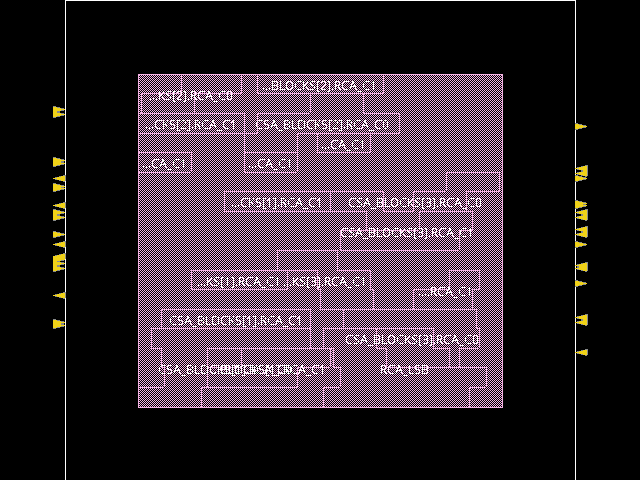 ...BLOCKS[2].RCA_C1
...KS[2].RCA_C0
...CKS[2].RCA_C1
CSA_BLOCKS[2].RCA_C0
...CA_C1
...CA_C1
...CA_C1
...CKS[1].RCA_C1
CSA_BLOCKS[3].RCA_C0
CSA_BLOCKS[3].RCA_C1
...KS[1].RCA_C1
...KS[3].RCA_C1
CSA_BLOCKS[1].RCA_C1
CSA_BLOCKS[3].RCA_C0
RCA_LSB